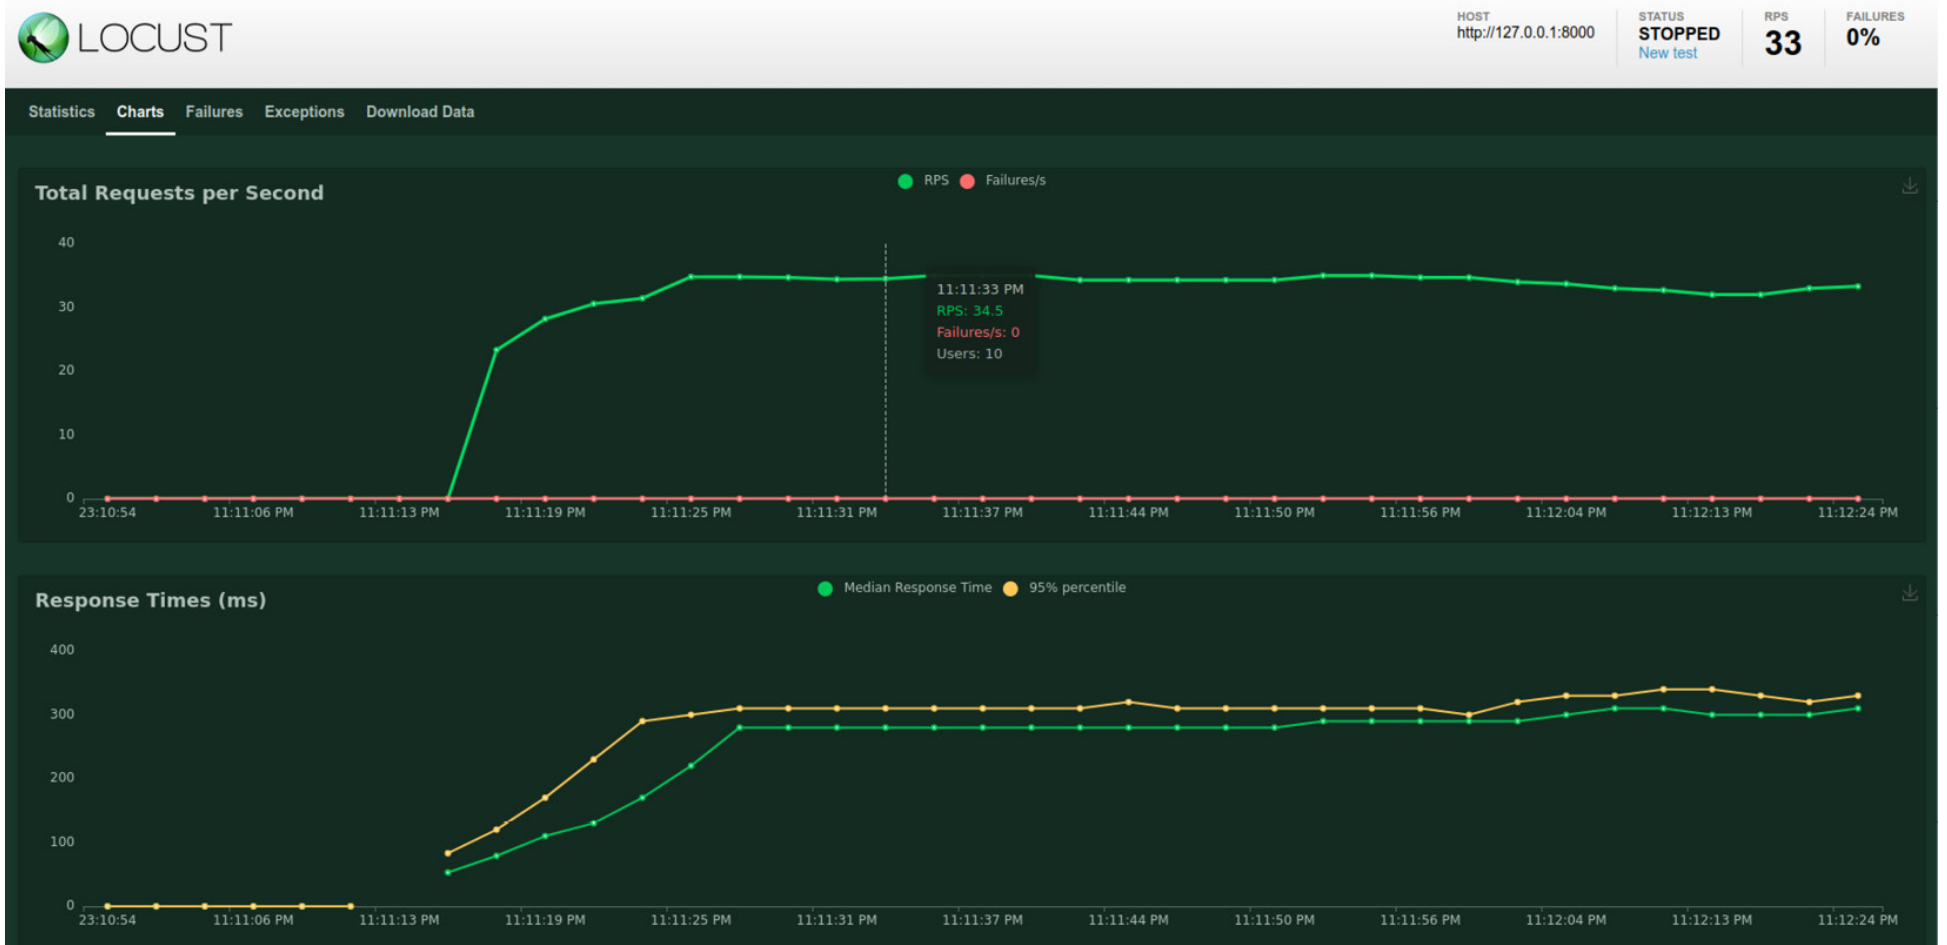 LOCUST
HOST
http://127.0.0.1:8000
STATUS
STOPPED
New test
RPS
33
FAILURES
0%
Statistics Charts Failures Exceptions Download Data
Total Requests per Second
RPS Failures/s
40
30
20
10
0
11:11:33 PM
RPS: 34.5
Failures/s: 0
Users: 10
23:10:54 11:11:06 PM 11:11:13 PM 11:11:19 PM 11:11:25 PM 11:11:31 PM 11:11:37 PM 11:11:44 PM 11:11:50 PM 11:11:56 PM 11:12:04 PM 11:12:13 PM 11:12:24 PM
Response Times (ms)
Median Response Time 95% percentile
400
300
200
100
0
23:10:54 11:11:06 PM 11:11:13 PM 11:11:19 PM 11:11:25 PM 11:11:31 PM 11:11:37 PM 11:11:44 PM 11:11:50 PM 11:11:56 PM 11:12:04 PM 11:12:13 PM 11:12:24 PM